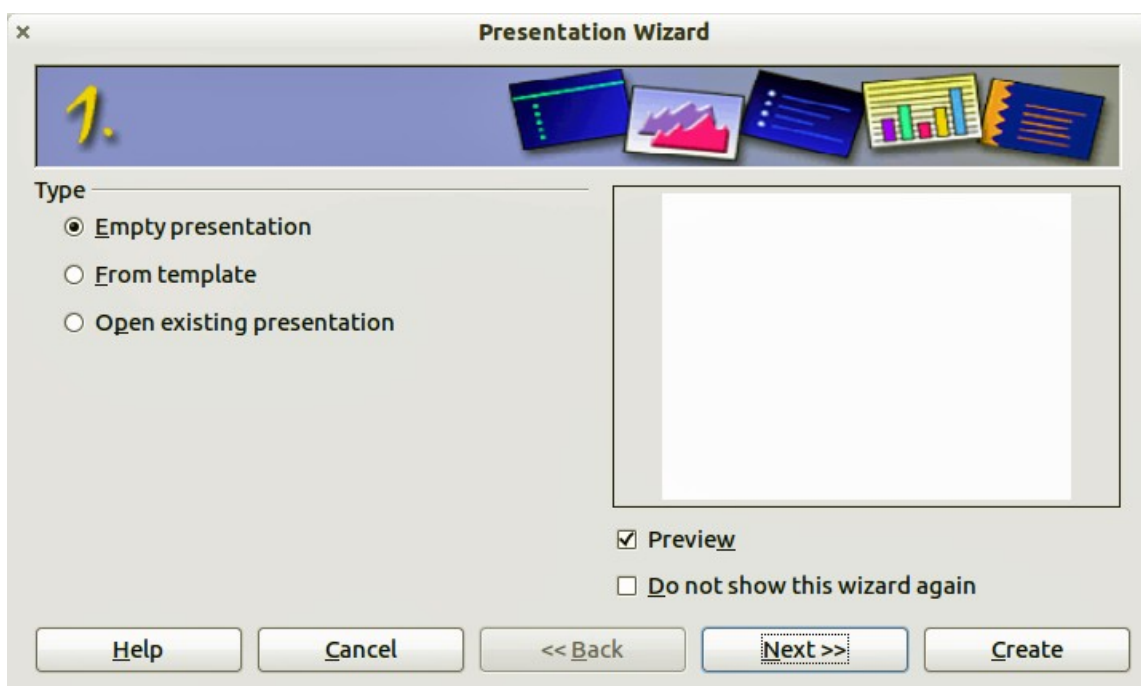 Presentation Wizard
1.
Type
Empty presentation
From template
Open existing presentation
Preview
Do not show this wizard again
Help
Cancel
<< Back
Next >>
Create